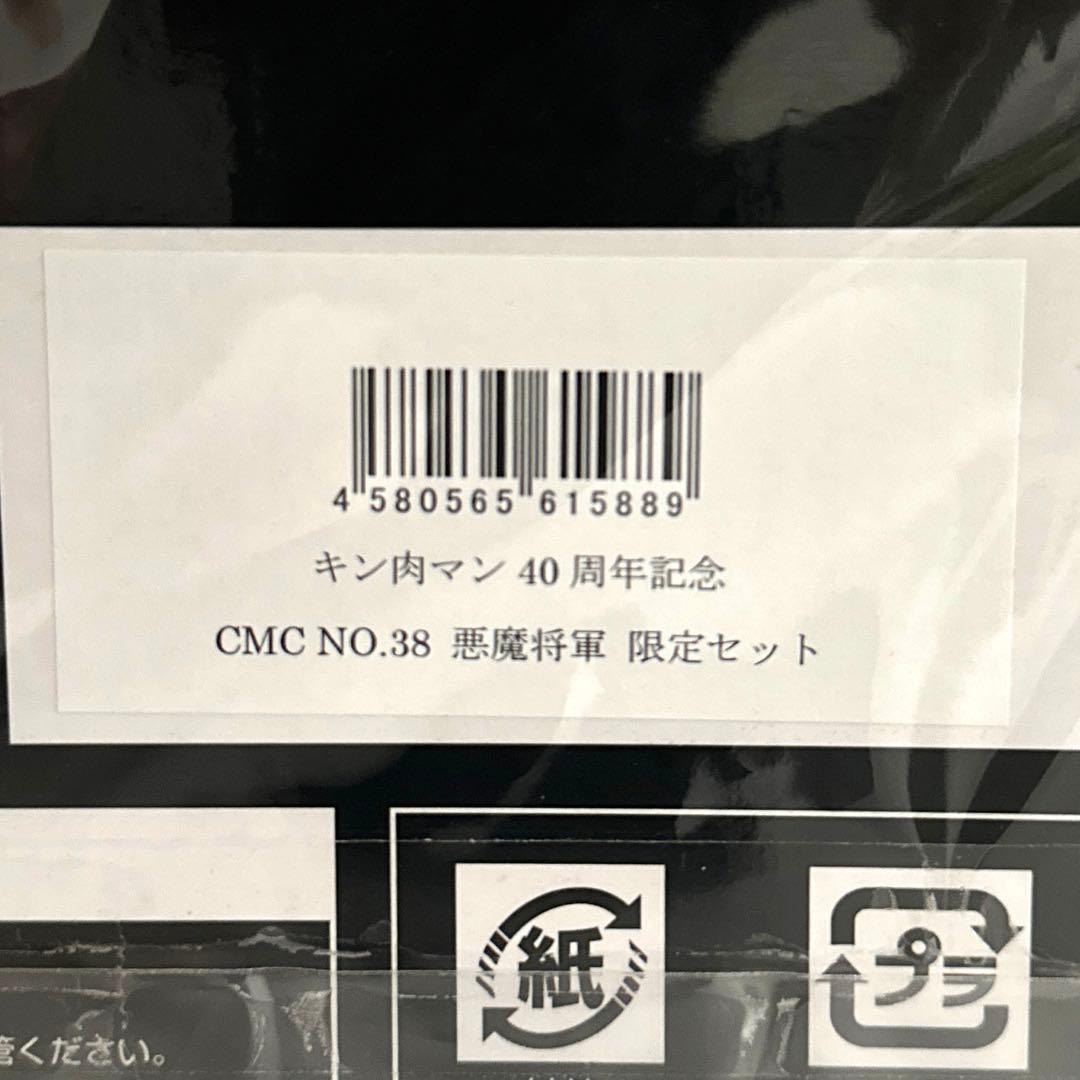 4 580565 615889
キン肉マン 40 周年記念
CMC NO.38 悪魔将軍 限定セット
紙
プラ
ください。